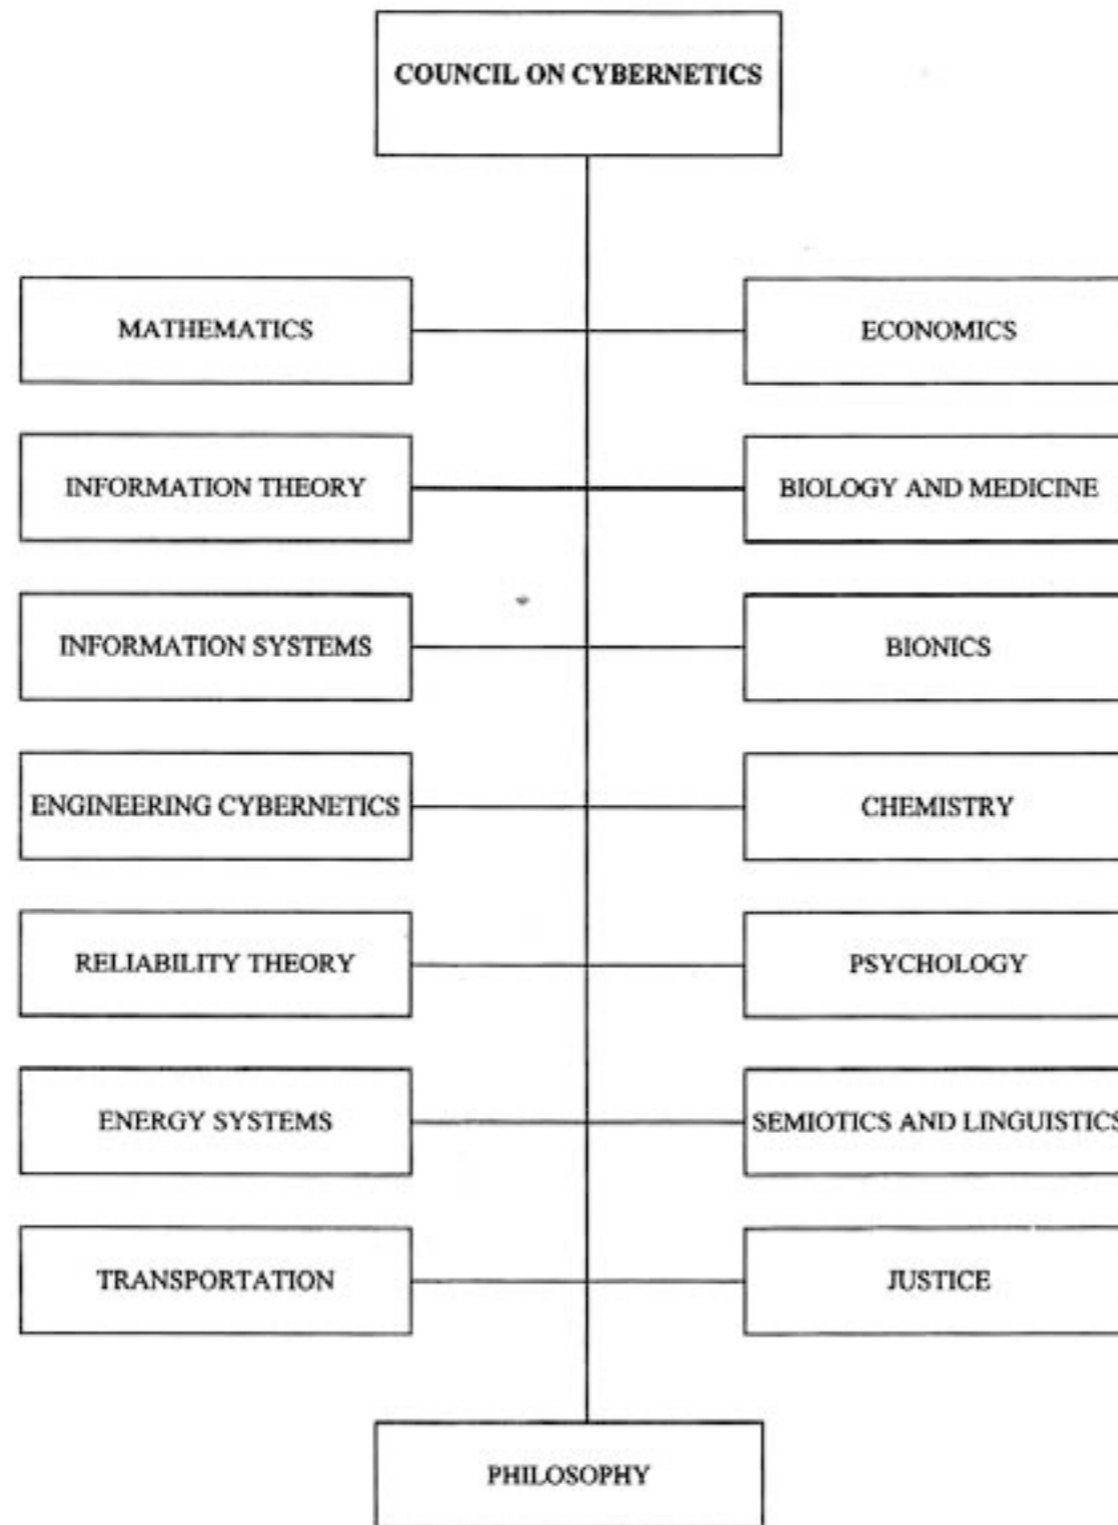 COUNCIL ON CYBERNETICS
MATHEMATICS
ECONOMICS
INFORMATION THEORY
BIOLOGY AND MEDICINE
INFORMATION SYSTEMS
BIONICS
ENGINEERING CYBERNETICS
CHEMISTRY
RELIABILITY THEORY
PSYCHOLOGY
ENERGY SYSTEMS
SEMIOTICS AND LINGUISTICS
TRANSPORTATION
JUSTICE
PHILOSOPHY